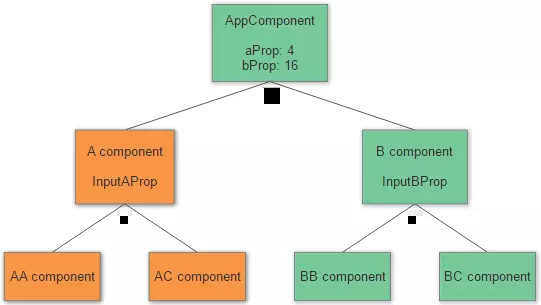 AppComponent
aProp: 4
bProp: 16
A component
InputAProp
B component
InputBProp
AA component
AC component
BB component
BC component